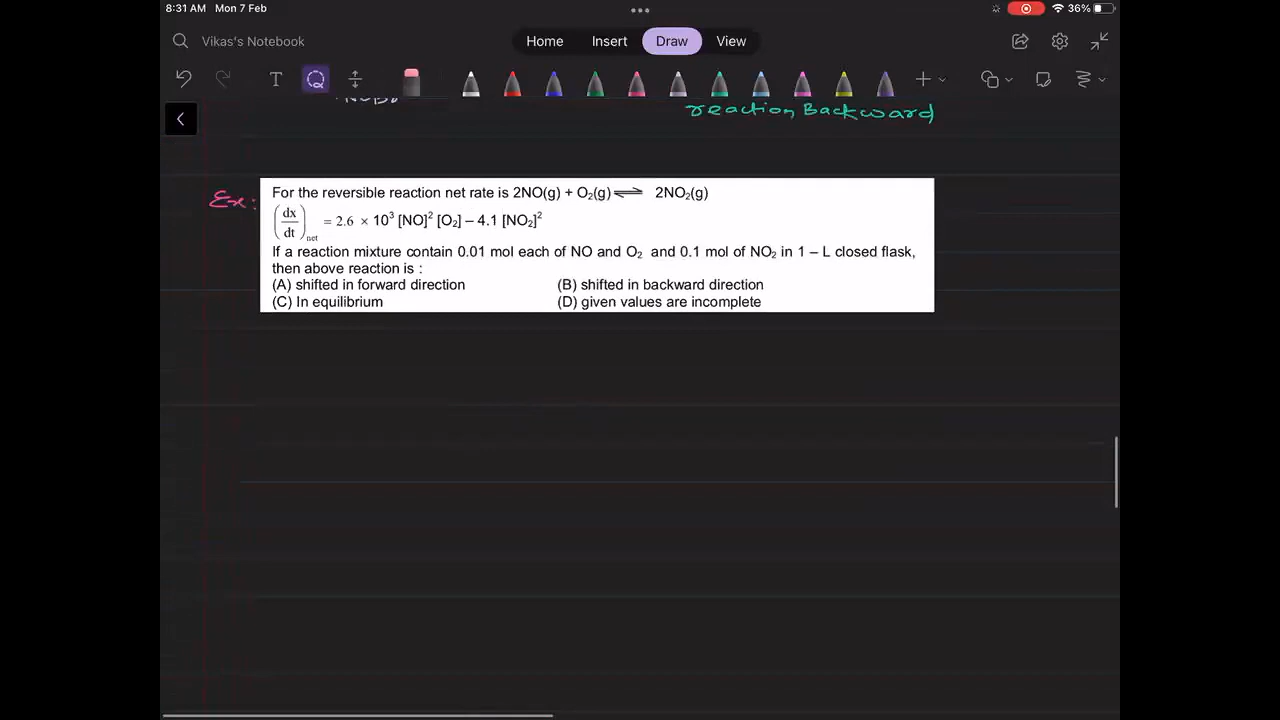 8:31 AM Mon 7 Feb
36%
Vikas's Notebook
Home Insert Draw View
T
reaction Backward
Ex:
For the reversible reaction net rate is 2NO(g) + O₂(g) ⇌ 2NO₂(g)
(dx/dt)net = 2.6 × 10³ [NO]² [O₂] – 4.1 [NO₂]²
If a reaction mixture contain 0.01 mol each of NO and O₂ and 0.1 mol of NO₂ in 1 – L closed flask,
then above reaction is :
(A) shifted in forward direction (B) shifted in backward direction
(C) In equilibrium (D) given values are incomplete